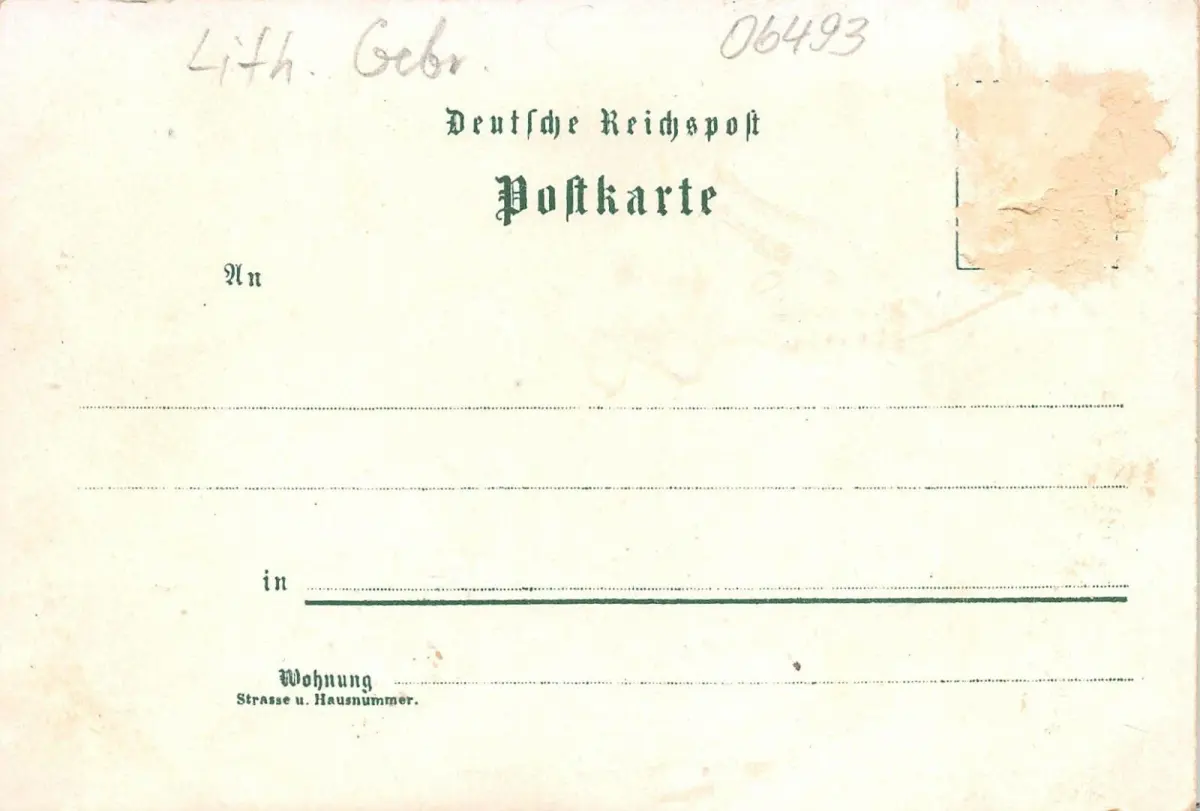 Lith. Gebr. 06493
Deutſche Reichspoſt
Poſtkarte
An
in
Wohnung
Strasse u. Hausnummer.